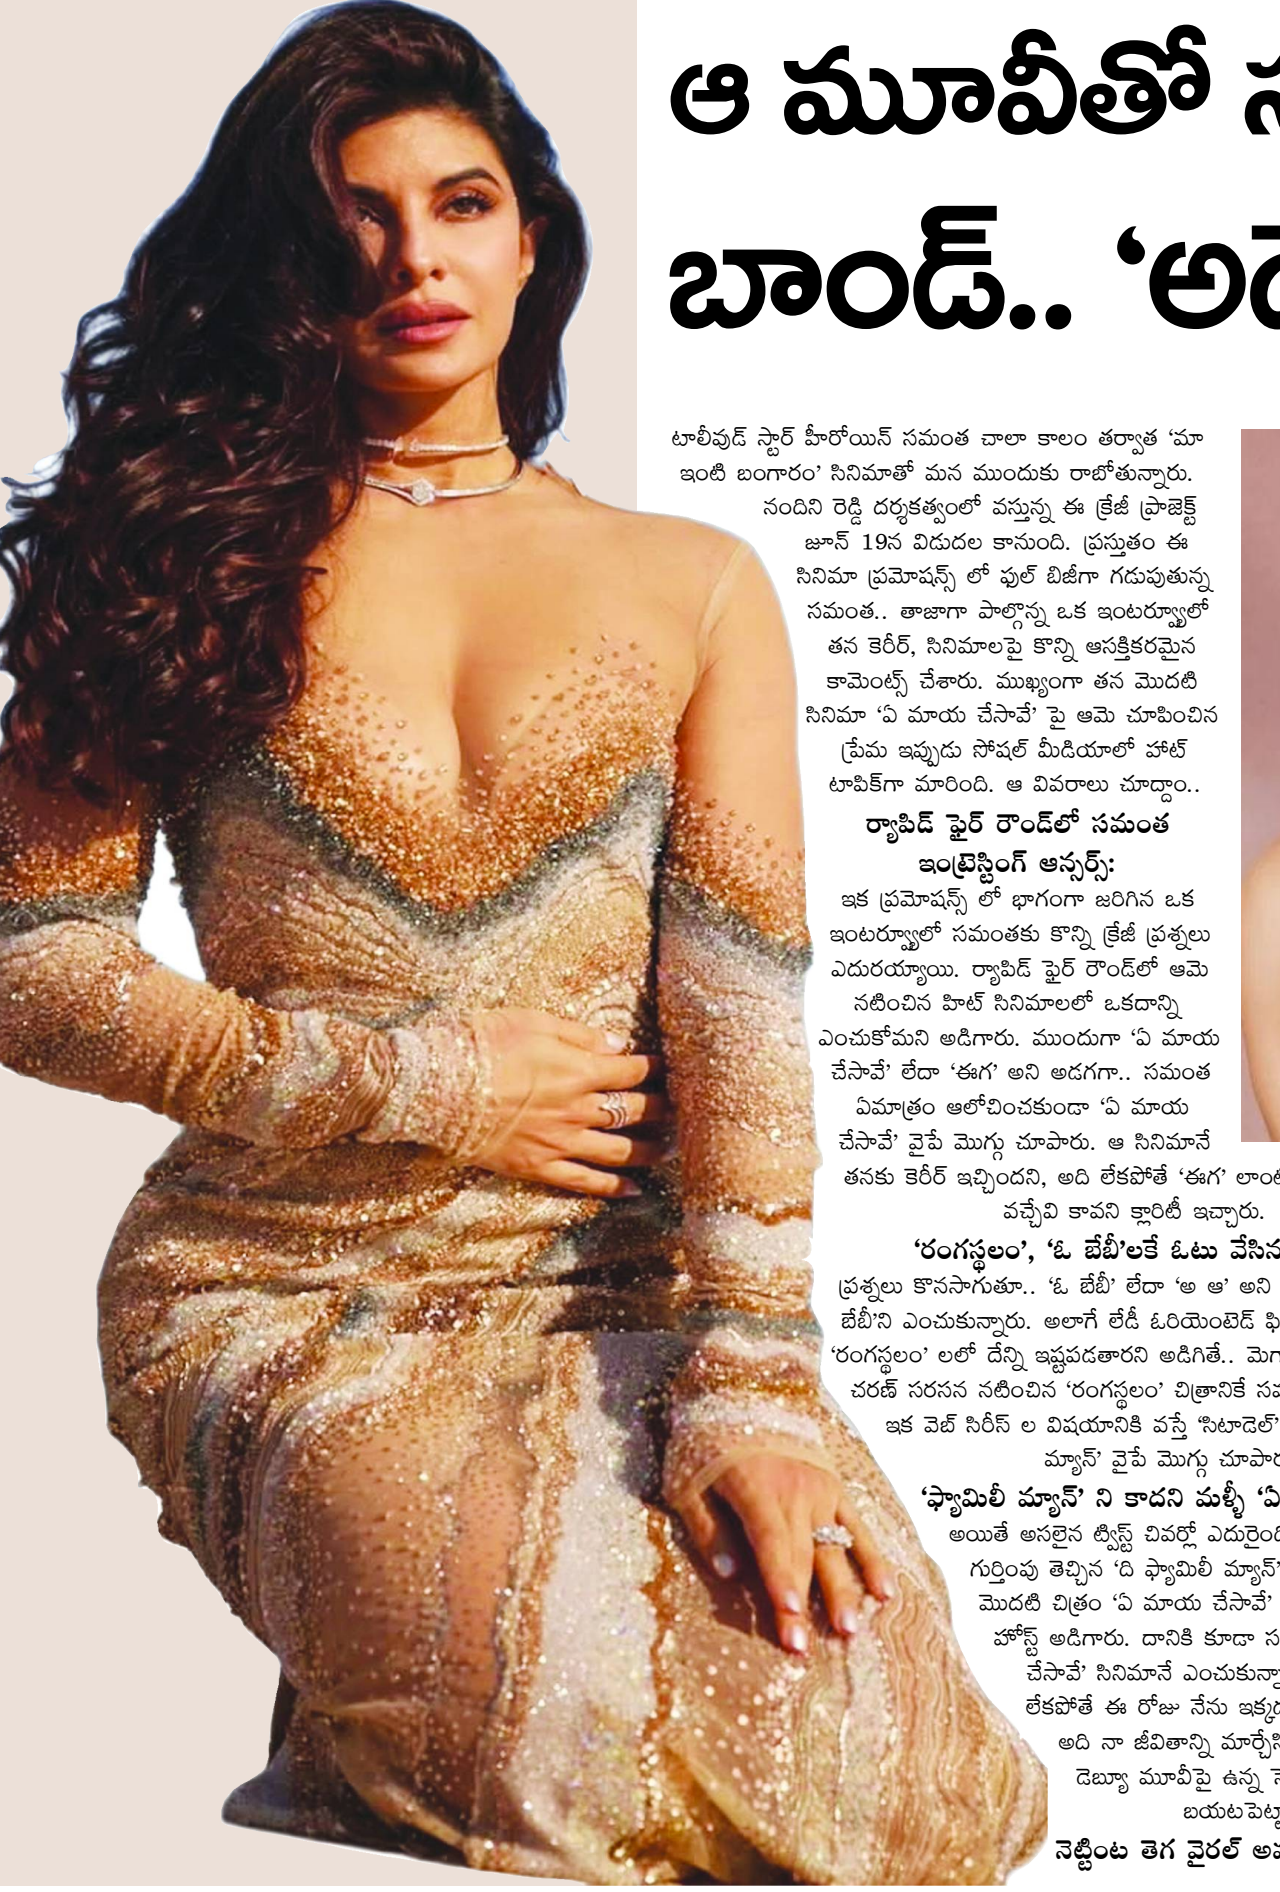 ఆ మూవీతో
బాండ్.. ‘
టాలీవుడ్ స్టార్ హీరోయిన్ సమంత చాలా కాలం తర్వాత ‘మా
ఇంటి బంగారం’ సినిమాతో మన ముందుకు రాబోతున్నారు.
నందిని రెడ్డి దర్శకత్వంలో వస్తున్న ఈ క్రేజీ ప్రాజెక్ట్
జూన్ 19న విడుదల కానుంది. ప్రస్తుతం ఈ
సినిమా ప్రమోషన్స్ లో ఫుల్ బిజీగా గడుపుతున్న
సమంత.. తాజాగా పాల్గొన్న ఒక ఇంటర్వ్యూలో
తన కెరీర్, సినిమాలపై కొన్ని ఆసక్తికరమైన
కామెంట్స్ చేశారు. ముఖ్యంగా తన మొదటి
సినిమా ‘ఏ మాయ చేసావే’ పై ఆమె చూపించిన
ప్రేమ ఇప్పుడు సోషల్ మీడియాలో హాట్
టాపిక్‌గా మారింది. ఆ వివరాలు చూద్దాం..
ర్యాపిడ్ ఫైర్ రౌండ్‌లో సమంత
ఇంట్రెస్టింగ్ ఆన్సర్స్:
ఇక ప్రమోషన్స్ లో భాగంగా జరిగిన ఒక
ఇంటర్వ్యూలో సమంతకు కొన్ని క్రేజీ ప్రశ్నలు
ఎదురయ్యాయి. ర్యాపిడ్ ఫైర్ రౌండ్‌లో ఆమె
నటించిన హిట్ సినిమాలలో ఒకదాన్ని
ఎంచుకోమని అడిగారు. ముందుగా ‘ఏ మాయ
చేసావే’ లేదా ‘ఈగ’ అని అడగగా.. సమంత
ఏమాత్రం ఆలోచించకుండా ‘ఏ మాయ
చేసావే’ వైపే మొగ్గు చూపారు. ఆ సినిమానే
తనకు కెరీర్ ఇచ్చిందని, అది లేకపోతే ‘ఈగ’
వచ్చేవి కావని క్లారిటీ ఇచ్చారు.
‘రంగస్థలం’, ‘ఓ బేబీ’లకే ఓటు వేసిన
ప్రశ్నలు కొనసాగుతూ.. ‘ఓ బేబీ’ లేదా ‘అ ఆ’ అని
బేబీ’ని ఎంచుకున్నారు. అలాగే లేడీ ఓరియెంటెడ్
‘రంగస్థలం’ లలో దేన్ని ఇష్టపడతారని అడిగితే..
చరణ్ సరసన నటించిన ‘రంగస్థలం’ చిత్రానికే
ఇక వెబ్ సిరీస్ ల విషయానికి వస్తే ‘సిటాడెల్’
మ్యాన్’ వైపే మొగ్గు
‘ఫ్యామిలీ మ్యాన్’ ని కాదని మళ్ళీ ‘ఏ
అయితే అసలైన ట్విస్ట్ చివర్లో
గుర్తింపు తెచ్చిన ‘ది ఫ్యామిలీ మ్యాన్’
మొదటి చిత్రం ‘ఏ మాయ చేసావే’
హోస్ట్ అడిగారు. దానికి కూడా
చేసావే’ సినిమానే
లేకపోతే ఈ రోజు నేను
అది నా జీవితాన్ని
డెబ్యూ మూవీపై ఉన్న
నెట్టింట తెగ వైరల్